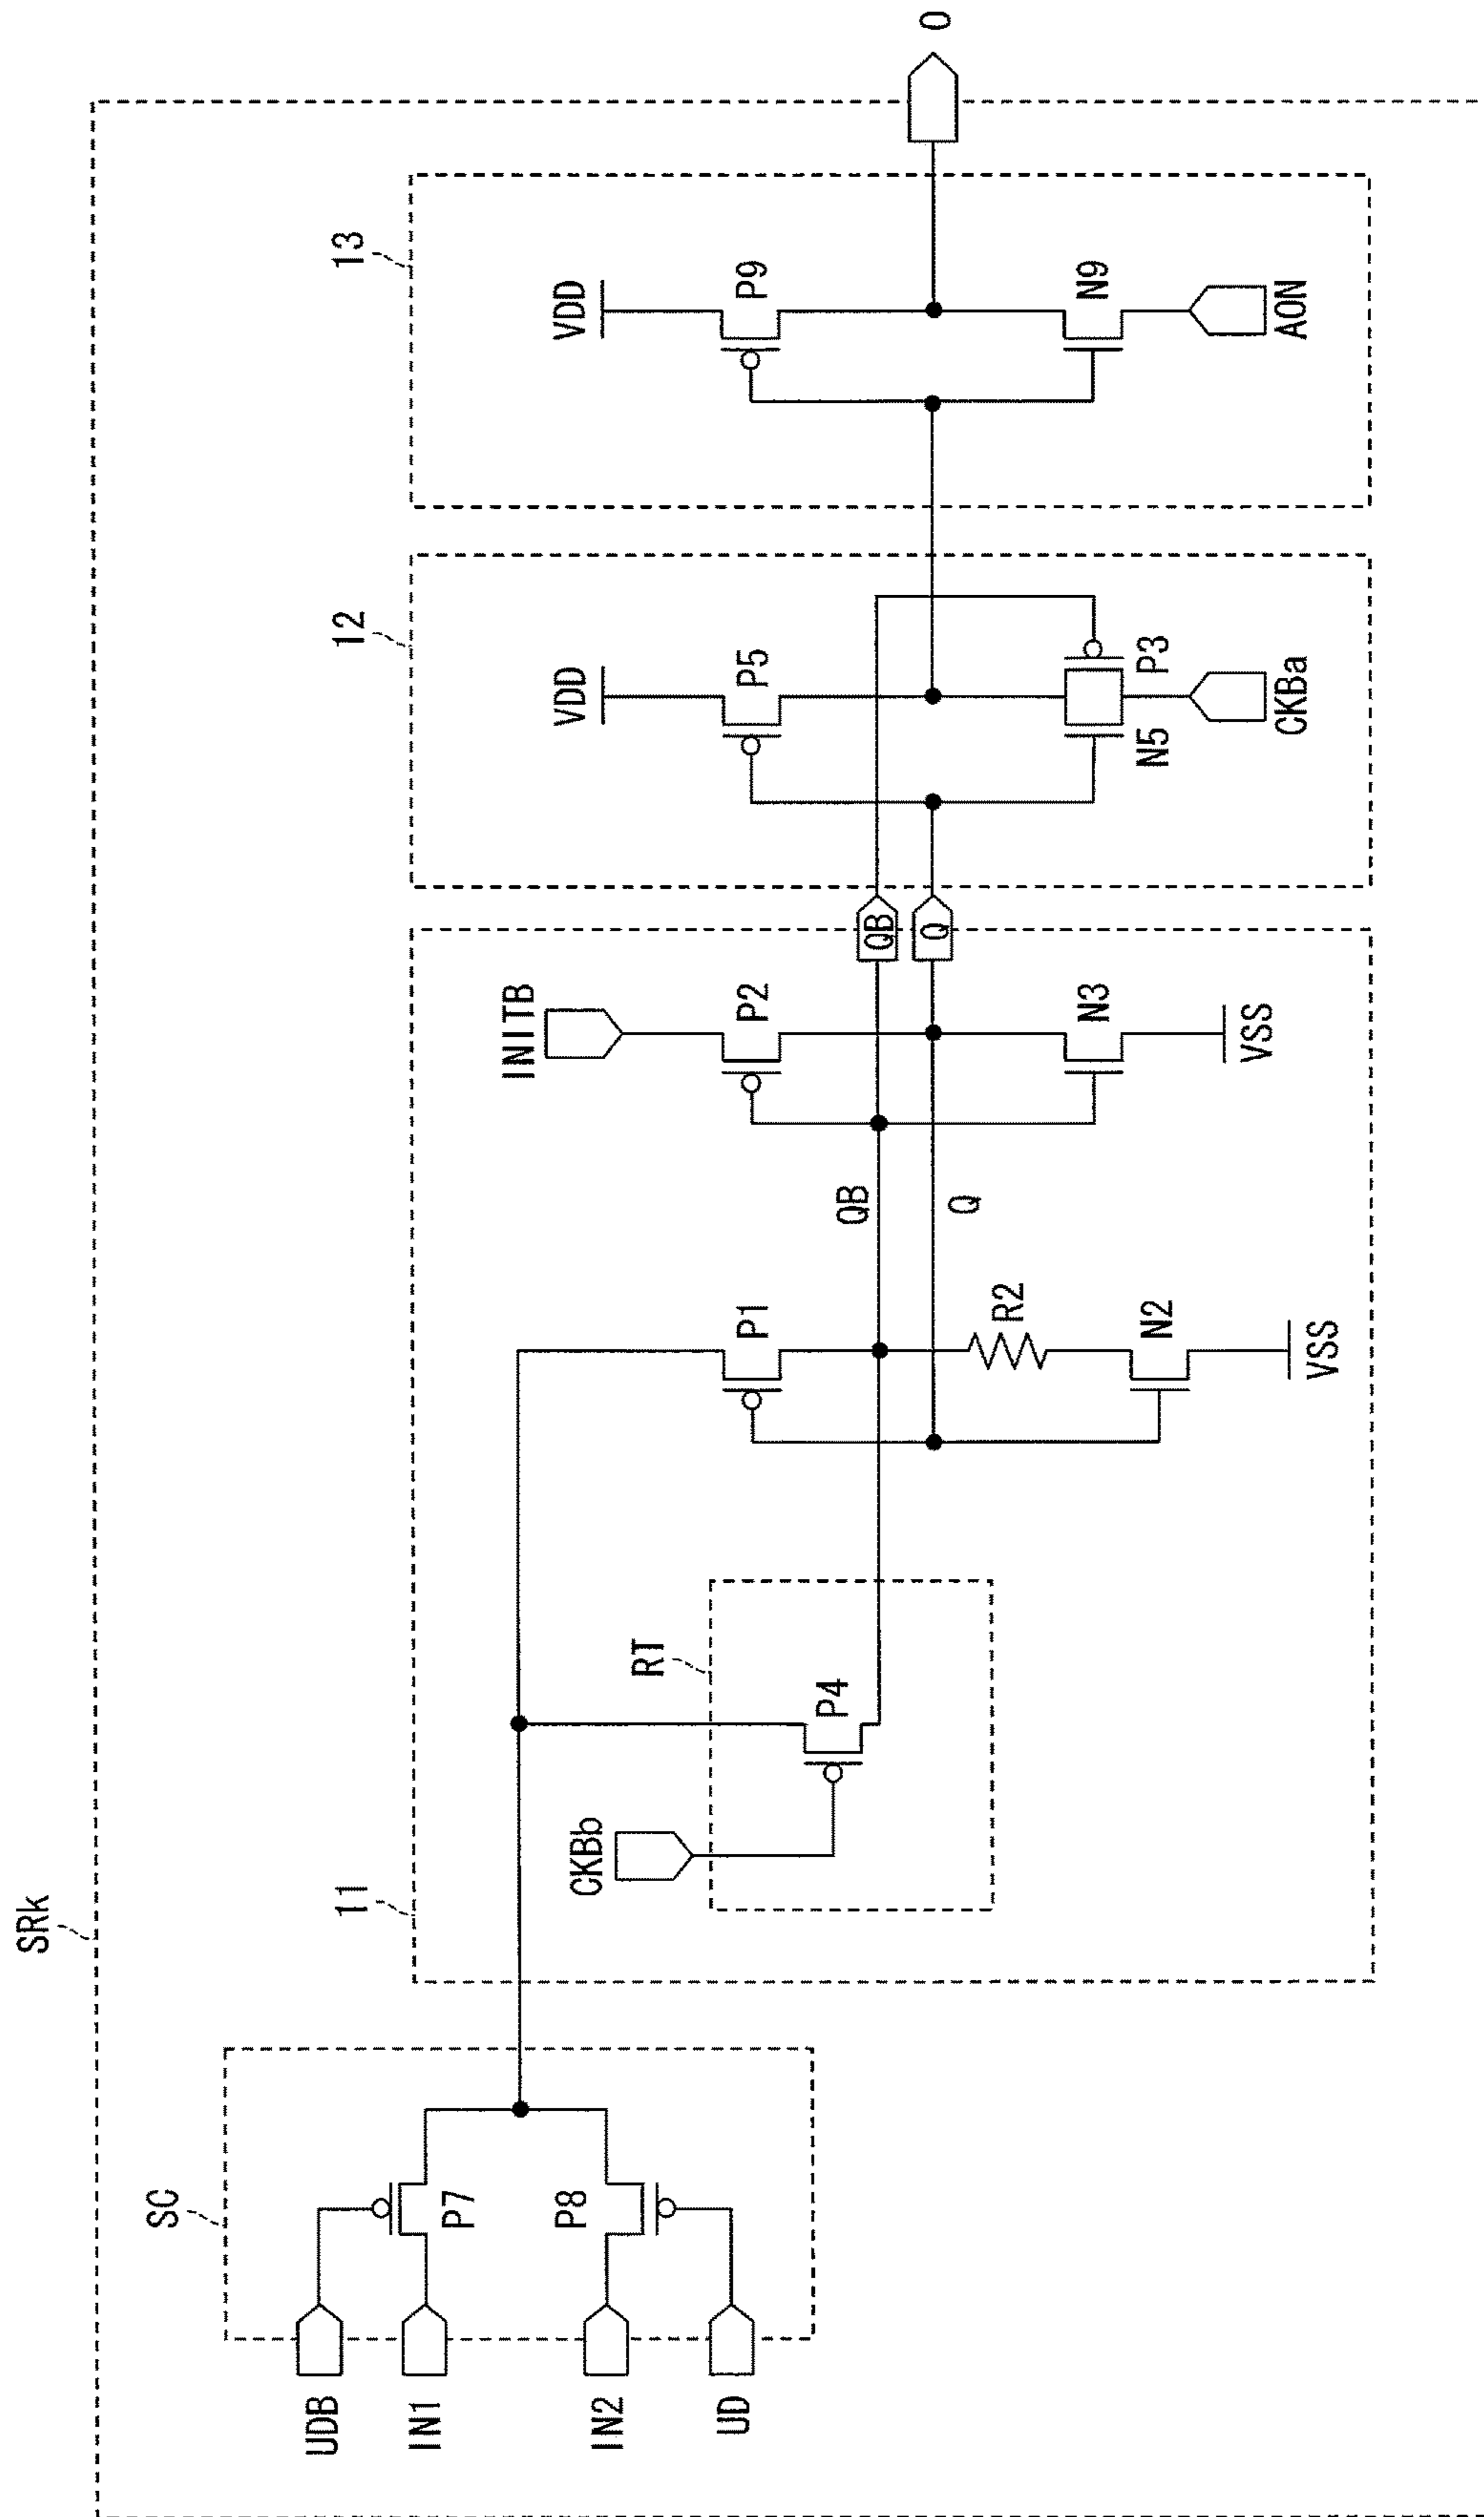 SRk
SC
UDB
IN1
P7
IN2
P8
UD
11
CKBb
RT
P4
P1
R2
N2
VSS
QB
Q
INITB
P2
N3
VSS
QB
Q
12
VDD
P5
N5
P3
CKBa
13
VDD
P9
N9
AON
O